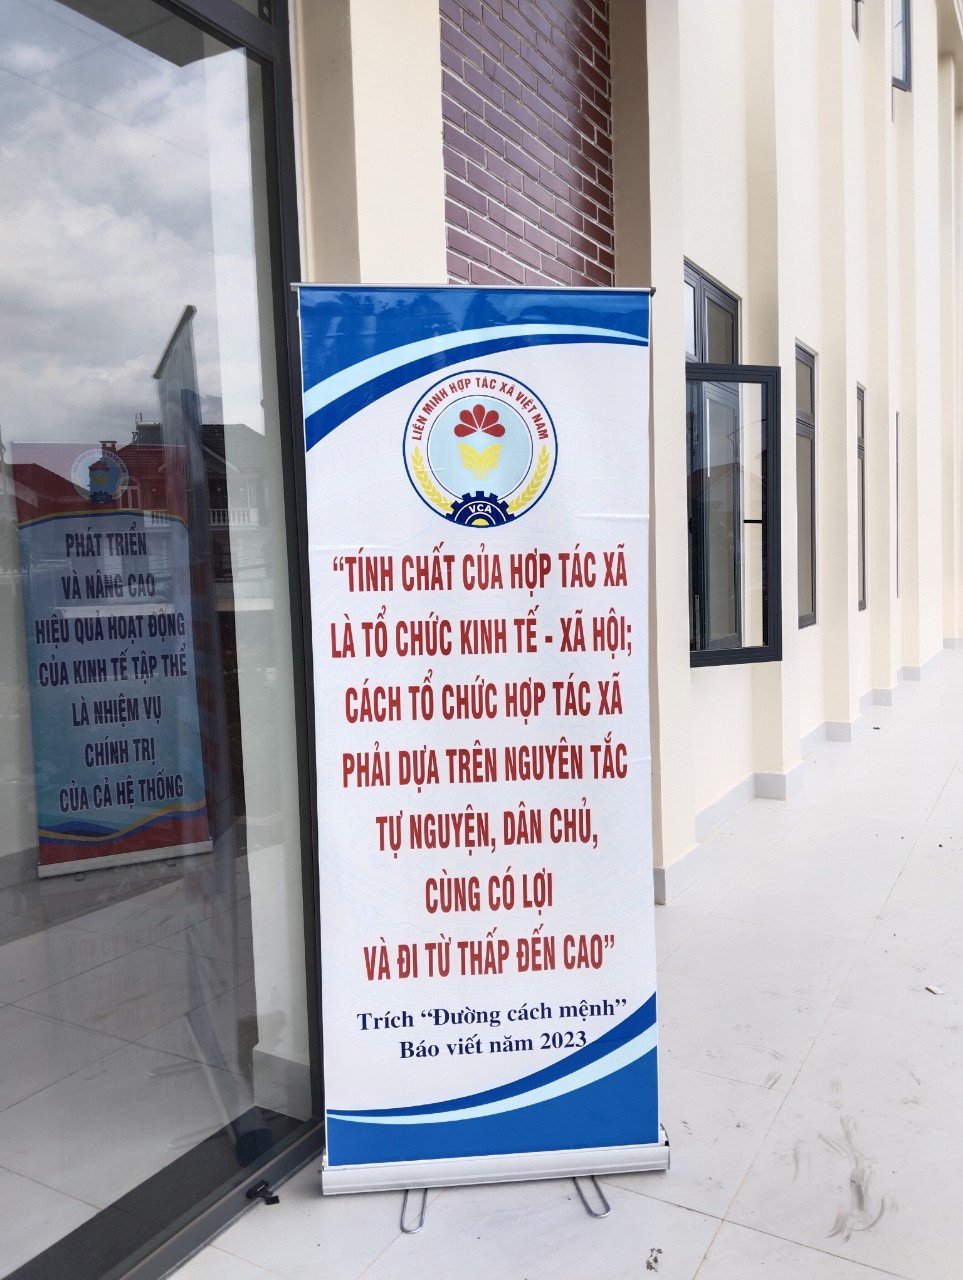 LIÊN MINH HỢP TÁC XÃ VIỆT NAM
VCA
“TÍNH CHẤT CỦA HỢP TÁC XÃ
LÀ TỔ CHỨC KINH TẾ - XÃ HỘI;
CÁCH TỔ CHỨC HỢP TÁC XÃ
PHẢI DỰA TRÊN NGUYÊN TẮC
TỰ NGUYỆN, DÂN CHỦ,
CÙNG CÓ LỢI
VÀ ĐI TỪ THẤP ĐẾN CAO”
Trích “Đường cách mệnh”
Báo viết năm 2023
PHÁT TRIỂN
VÀ NÂNG CAO
HIỆU QUẢ HOẠT ĐỘNG
CỦA KINH TẾ TẬP THỂ
LÀ NHIỆM VỤ
CHÍNH TRỊ
CỦA CẢ HỆ THỐNG